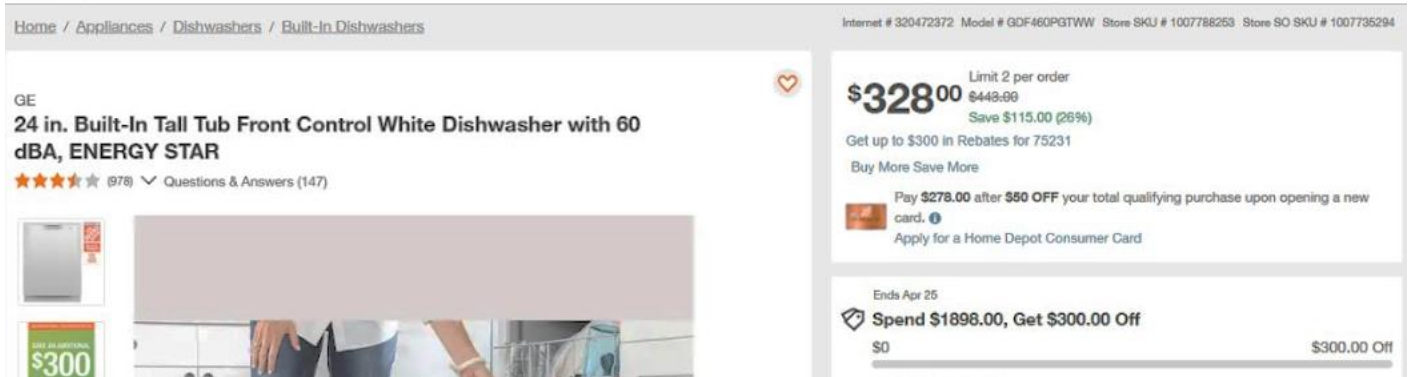 Home / Appliances / Dishwashers / Built-In Dishwashers
Internet # 320472372 Model # GDF460PGTWW Store SKU # 1007788253 Store SO SKU # 1007735294
GE
24 in. Built-In Tall Tub Front Control White Dishwasher with 60
dBA, ENERGY STAR
(978) Questions & Answers (147)
$300
$328 00
Limit 2 per order
$443.00
Save $115.00 (26%)
Get up to $300 in Rebates for 75231
Buy More Save More
Pay $278.00 after $50 OFF your total qualifying purchase upon opening a new
card.
Apply for a Home Depot Consumer Card
Ends Apr 25
Spend $1898.00, Get $300.00 Off
$0 $300.00 Off